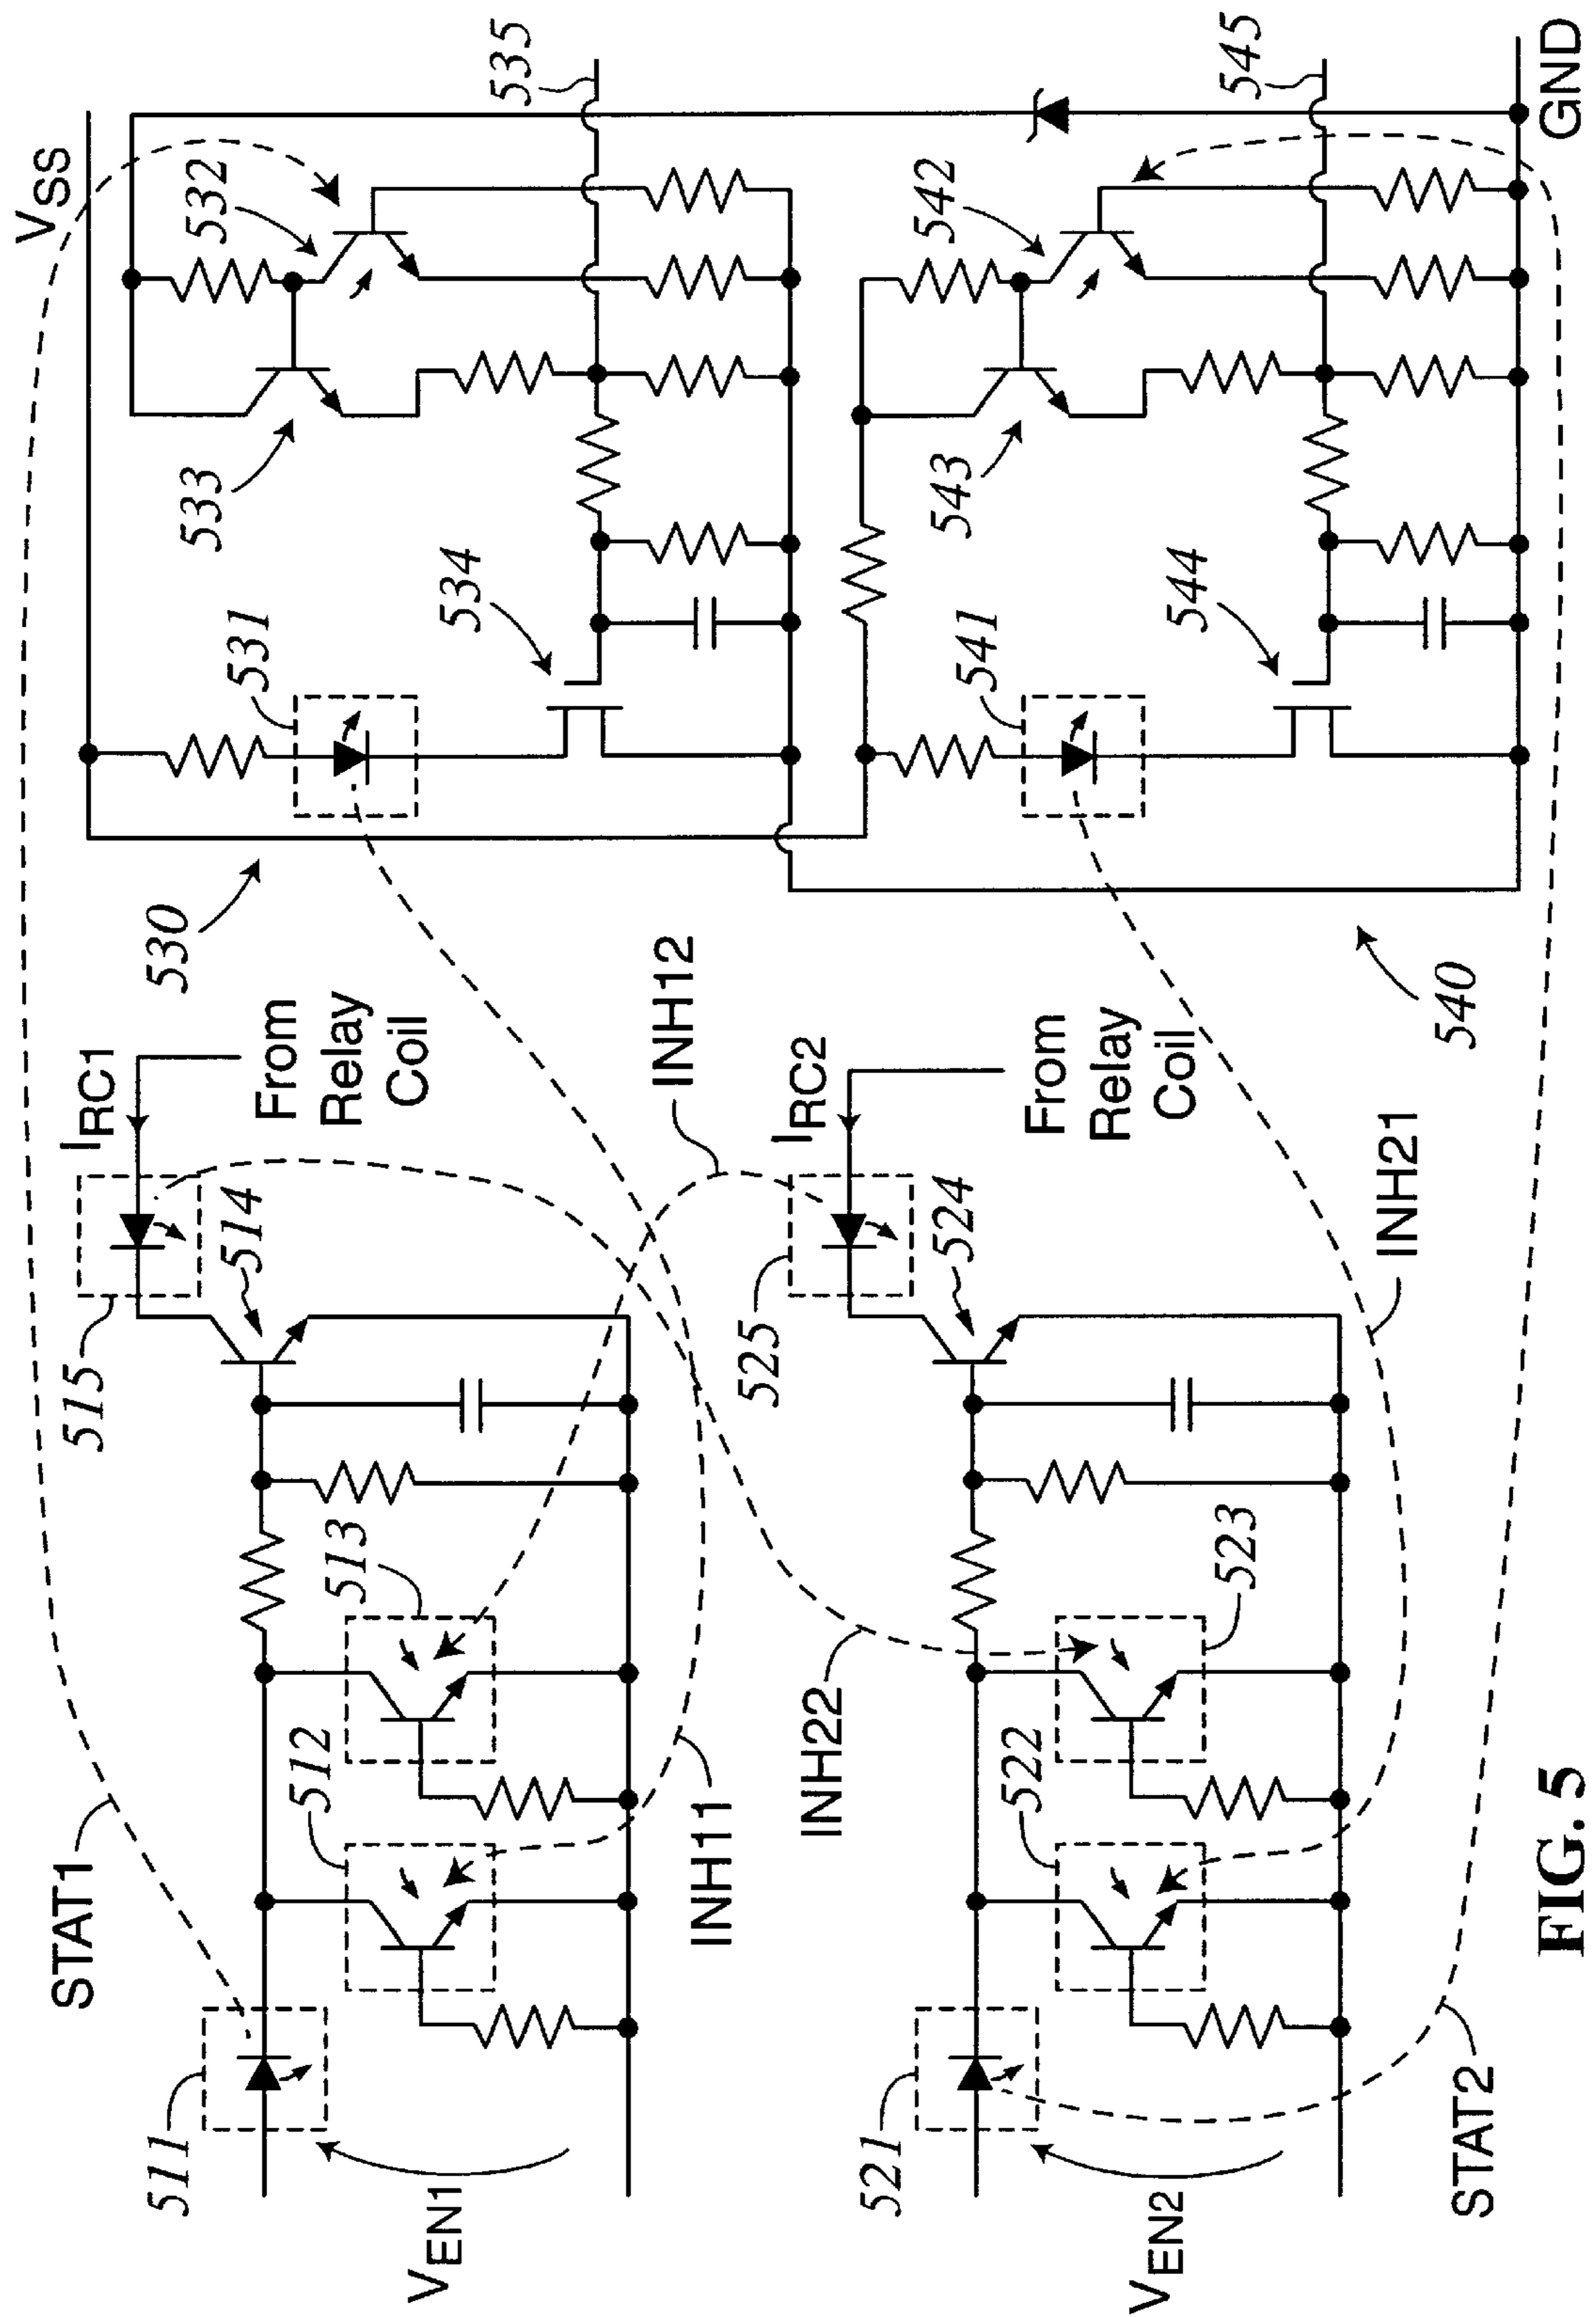 STAT1
511
VEN1
512
513
INH11
515
IRC1
From
Relay
Coil
514
530
VSS
531
532
533
534
535
INH12
INH22
521
VEN2
522
523
525
IRC2
From
Relay
Coil
524
INH21
STAT2
540
541
542
543
544
545
GND
FIG. 5